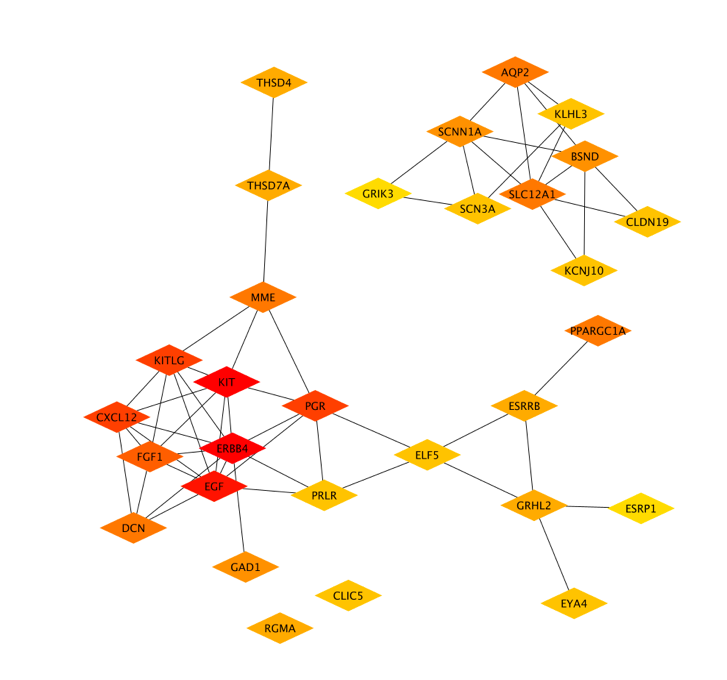 AQP2
THSD4
KLHL3
SCNN1A
BSND
THSD7A
GRIK3
SLC12A1
SCN3A
CLDN19
KCNJ10
MME
PPARGC1A
KITLG
KIT
PGR
ESRRB
CXCL12
ERBB4
FGF1
ELF5
EGF
PRLR
GRHL2
ESRP1
DCN
GAD1
CLIC5
EYA4
RGMA